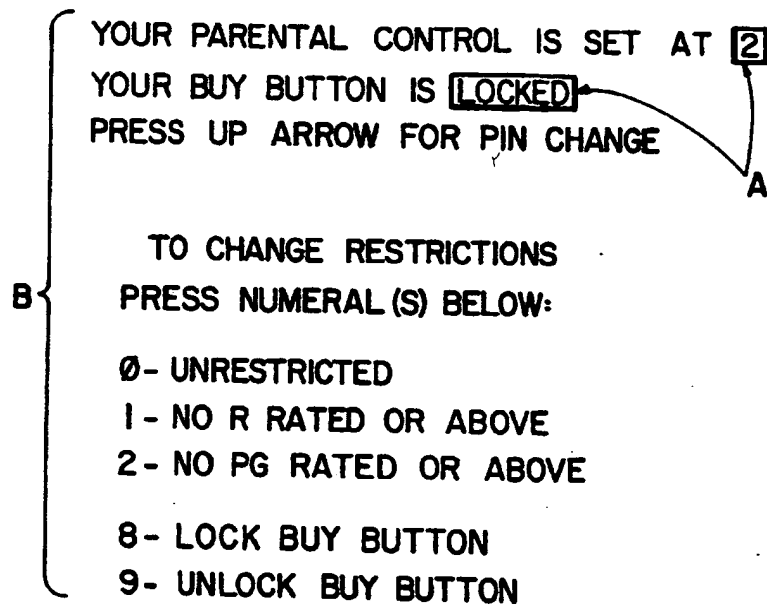 YOUR PARENTAL CONTROL IS SET AT 2
YOUR BUY BUTTON IS LOCKED
PRESS UP ARROW FOR PIN CHANGE
A
TO CHANGE RESTRICTIONS
B
PRESS NUMERAL(S) BELOW:
0- UNRESTRICTED
1- NO R RATED OR ABOVE
2- NO PG RATED OR ABOVE
8- LOCK BUY BUTTON
9- UNLOCK BUY BUTTON